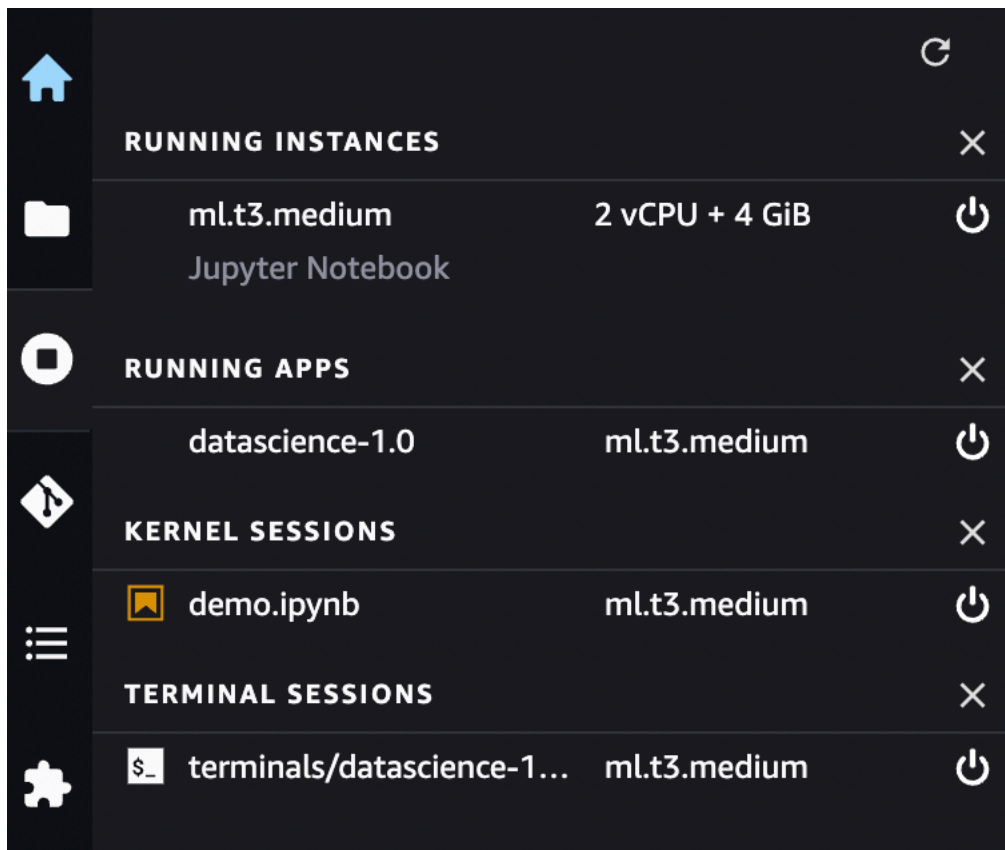 RUNNING INSTANCES
ml.t3.medium 2 vCPU + 4 GiB
Jupyter Notebook
RUNNING APPS
datascience-1.0 ml.t3.medium
KERNEL SESSIONS
demo.ipynb ml.t3.medium
TERMINAL SESSIONS
$_ terminals/datascience-1... ml.t3.medium